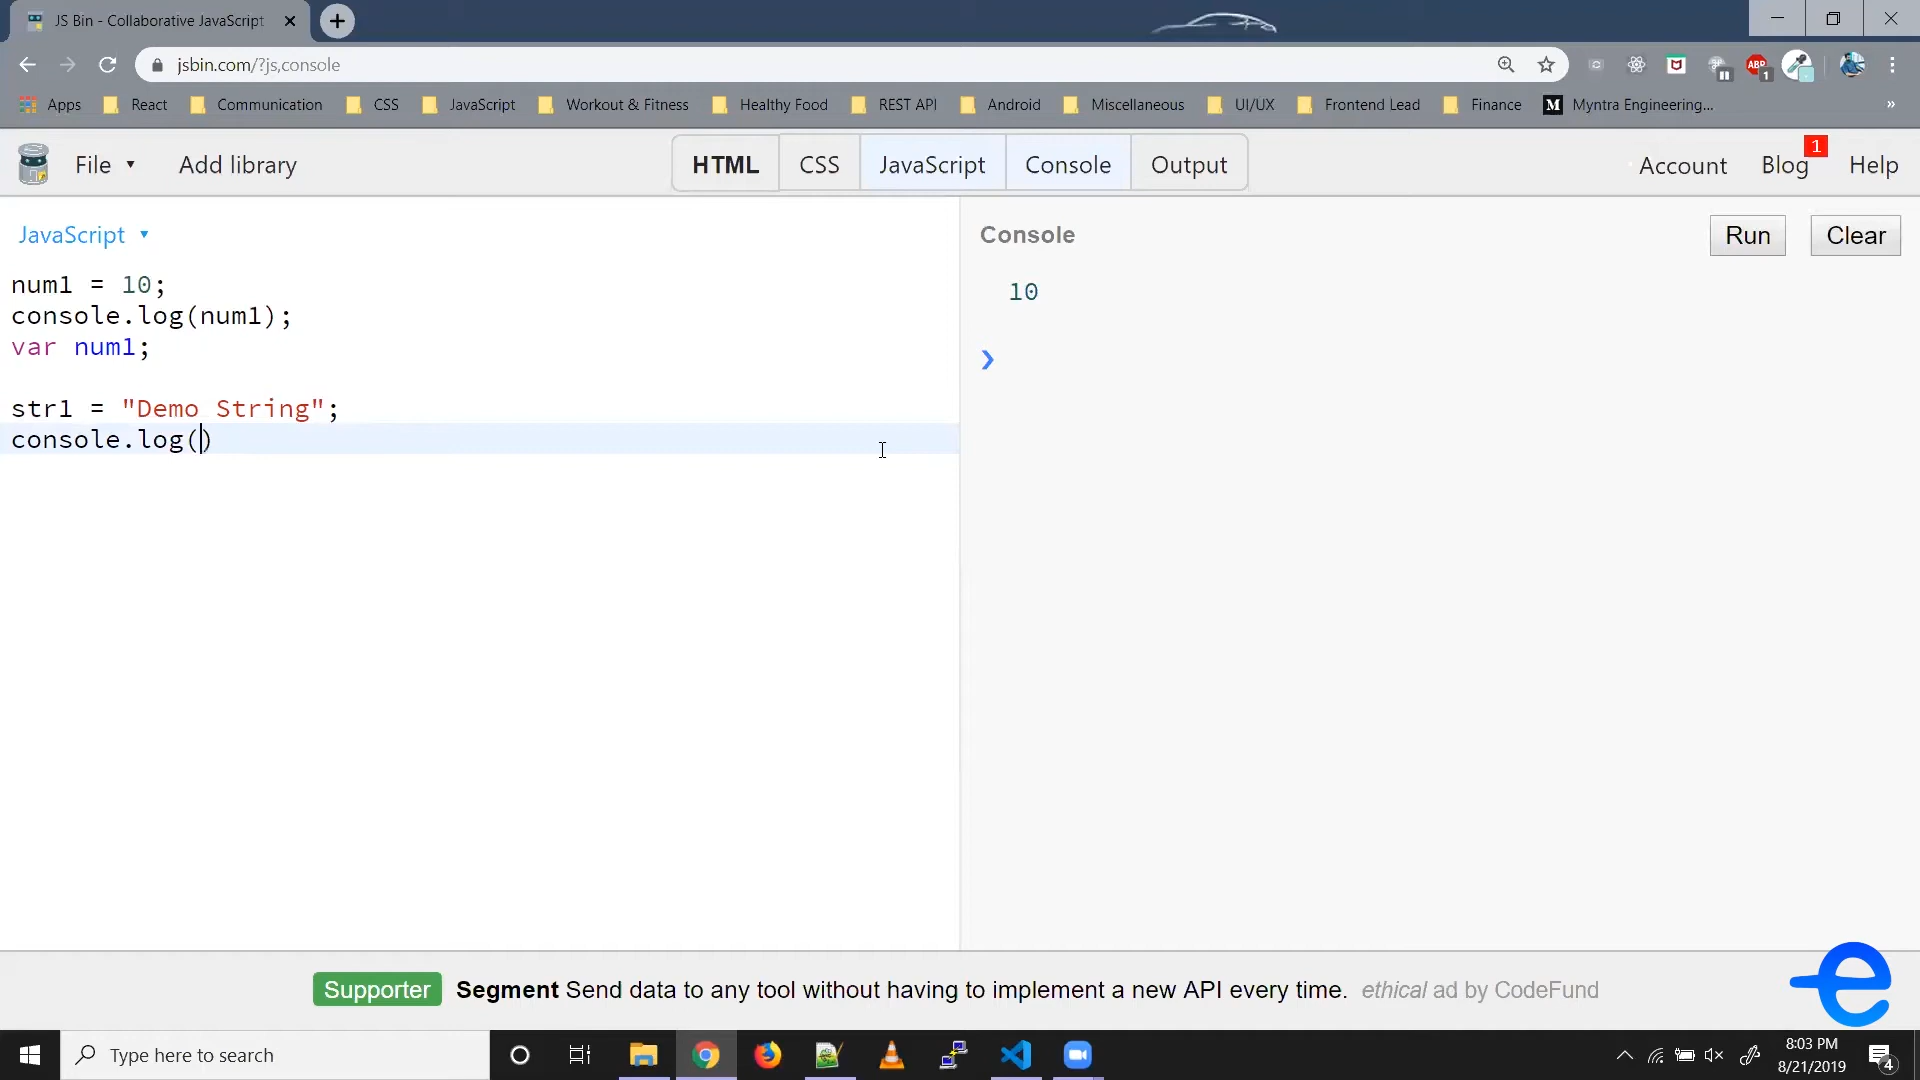 JS Bin - Collaborative JavaScript
jsbin.com/?js,console
ABP
1
Apps
React
Communication
CSS
JavaScript
Workout & Fitness
Healthy Food
REST API
Android
Miscellaneous
UI/UX
Frontend Lead
Finance
M
Myntra Engineering...
»
File
Add library
HTML
CSS
JavaScript
Console
Output
Account
Blog
1
Help
JavaScript
Console
Run
Clear
num1 = 10;
console.log(num1);
var num1;
str1 = "Demo String";
console.log()
10
Supporter
Segment Send data to any tool without having to implement a new API every time. ethical ad by CodeFund
e
Type here to search
8:03 PM
8/21/2019
4